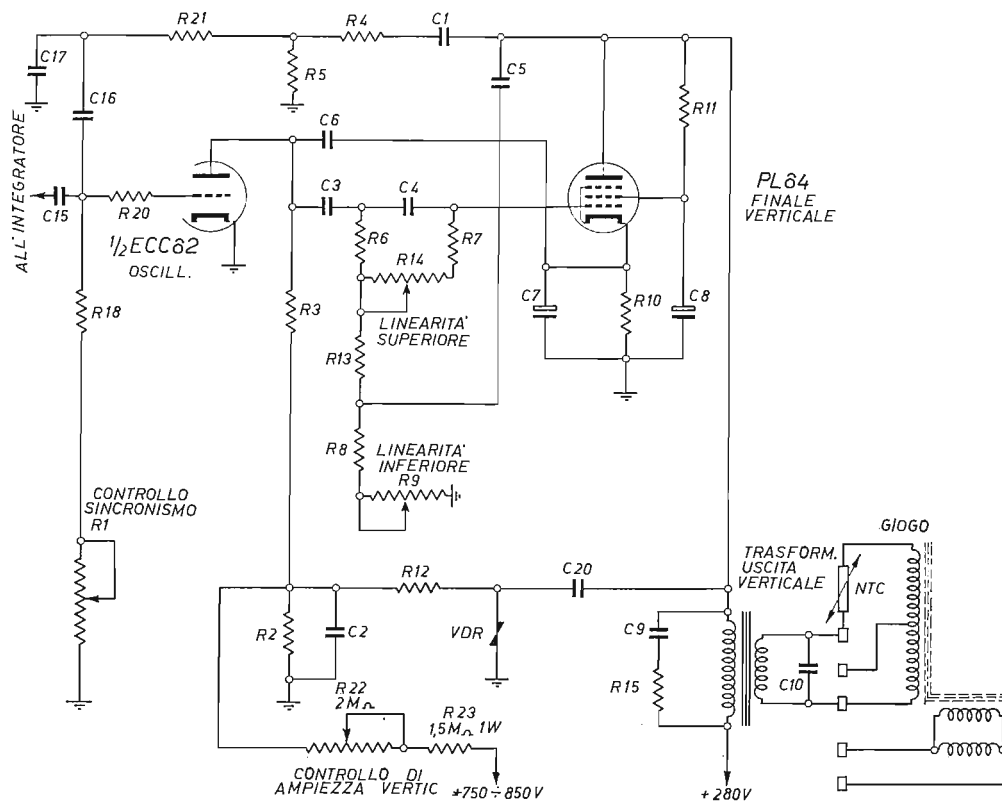 R21
R4
C1
C17
C16
R5
C5
R11
ALL'INTEGRATORE
C6
C15
R20
C3
C4
PL84
FINALE
VERTICALE
1/2 ECC82
OSCILL.
R6
R7
R14
R18
R3
LINEARITA'
SUPERIORE
C7
R10
C8
R13
R8
LINEARITA'
INFERIORE
R9
CONTROLLO
SINCRONISMO
R1
GIOGO
TRASFORM.
USCITA
VERTICALE
NTC
R12
C20
R2
C2
VDR
C9
C10
R15
R22
2MΩ
R23
1,5MΩ 1W
CONTROLLO DI
AMPIEZZA VERTIC
+750÷850V
+280V